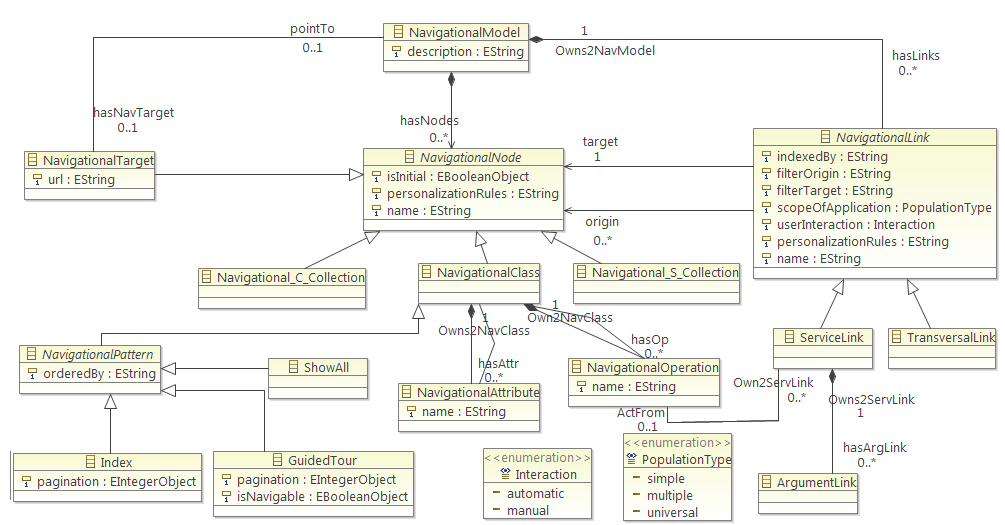 pointTo
0..1
NavigationalModel
description : EString
1
Owns2NavModel
hasLinks
0..*
hasNavTarget
0..1
hasNodes
0..*
NavigationalTarget
url : EString
NavigationalNode
isInitial : EBooleanObject
personalizationRules : EString
name : EString
target
1
origin
0..*
NavigationalLink
indexedBy : EString
filterOrigin : EString
filterTarget : EString
scopeOfApplication : PopulationType
userInteraction : Interaction
personalizationRules : EString
name : EString
Navigational_C_Collection
NavigationalClass
Navigational_S_Collection
1
Owns2NavClass
1
Own2NavClass
hasOp
0..*
ServiceLink
TransversalLink
NavigationalPattern
orderedBy : EString
ShowAll
hasAttr
0..*
NavigationalAttribute
name : EString
NavigationalOperation
name : EString
Own2ServLink
0..*
Owns2ServLink
1
ActFrom
0..1
hasArgLink
0..*
Index
pagination : EIntegerObject
GuidedTour
pagination : EIntegerObject
isNavigable : EBooleanObject
<<enumeration>>
Interaction
automatic
manual
<<enumeration>>
PopulationType
simple
multiple
universal
ArgumentLink